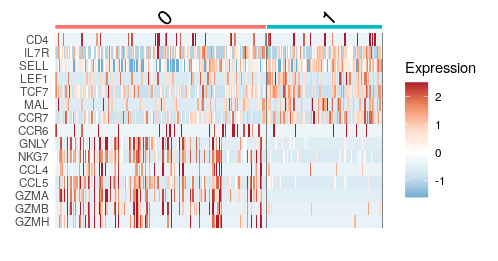 0 1
CD4
IL7R
SELL
LEF1
TCF7
MAL
CCR7
CCR6
GNLY
NKG7
CCL4
CCL5
GZMA
GZMB
GZMH
Expression
2
1
0
-1